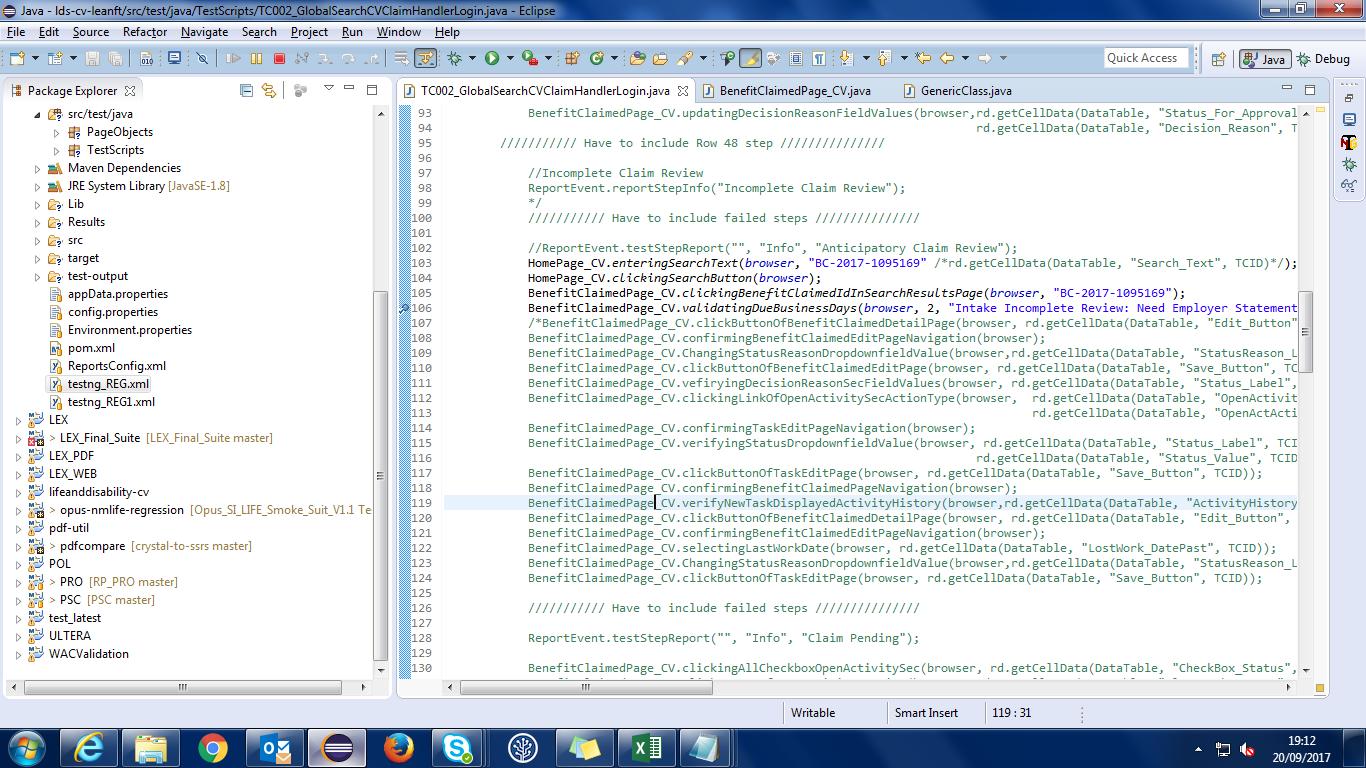 Java - lds-cv-leanft/src/test/java/TestScripts/TC002_GlobalSearchCVClaimHandlerLogin.java - Eclipse
File Edit Source Refactor Navigate Search Project Run Window Help
Quick Access Java Debug
Package Explorer
src/test/java
PageObjects
TestScripts
Maven Dependencies
JRE System Library [JavaSE-1.8]
Lib
Results
src
target
test-output
appData.properties
config.properties
Environment.properties
pom.xml
ReportsConfig.xml
testng_REG.xml
testng_REG1.xml
LEX
> LEX_Final_Suite [LEX_Final_Suite master]
LEX_PDF
LEX_WEB
lifeanddisability-cv
> opus-nmlife-regression [Opus_SI_LIFE_Smoke_Suit_V1.1 Te
pdf-util
> pdfcompare [crystal-to-ssrs master]
POL
> PRO [RP_PRO master]
> PSC [PSC master]
test_latest
ULTERA
WACValidation
TC002_GlobalSearchCVClaimHandlerLogin.java BenefitClaimedPage_CV.java GenericClass.java
93 BenefitClaimedPage_CV.updatingDecisionReasonFieldValues(browser,rd.getCellData(DataTable, "Status_For_Approval
94 rd.getCellData(DataTable, "Decision_Reason", T
95 /////////// Have to include Row 48 step ///////////////
96
97 //Incomplete Claim Review
98 ReportEvent.reportStepInfo("Incomplete Claim Review");
99 */
100 /////////// Have to include failed steps ///////////////
101
102 //ReportEvent.testStepReport("", "Info", "Anticipatory Claim Review");
103 HomePage_CV.enteringSearchText(browser, "BC-2017-1095169" /*rd.getCellData(DataTable, "Search_Text", TCID)*/);
104 HomePage_CV.clickingSearchButton(browser);
105 BenefitClaimedPage_CV.clickingBenefitClaimedIdInSearchResultsPage(browser, "BC-2017-1095169");
106 BenefitClaimedPage_CV.validatingDueBusinessDays(browser, 2, "Intake Incomplete Review: Need Employer Statement
107 /*BenefitClaimedPage_CV.clickButtonOfBenefitClaimedDetailPage(browser, rd.getCellData(DataTable, "Edit_Button"
108 BenefitClaimedPage_CV.confirmingBenefitClaimedEditPageNavigation(browser);
109 BenefitClaimedPage_CV.ChangingStatusReasonDropdownfieldValue(browser,rd.getCellData(DataTable, "StatusReason_L
110 BenefitClaimedPage_CV.clickButtonOfBenefitClaimedEditPage(browser, rd.getCellData(DataTable, "Save_Button", TC
111 BenefitClaimedPage_CV.vefiryingDecisionReasonSecFieldValues(browser, rd.getCellData(DataTable, "Status_Label",
112 BenefitClaimedPage_CV.clickingLinkOfOpenActivitySecActionType(browser, rd.getCellData(DataTable, "OpenActivit
113 rd.getCellData(DataTable, "OpenActActi
114 BenefitClaimedPage_CV.confirmingTaskEditPageNavigation(browser);
115 BenefitClaimedPage_CV.verifyingStatusDropdownfieldValue(browser, rd.getCellData(DataTable, "Status_Label", TCI
116 rd.getCellData(DataTable, "Status_Value", TCID
117 BenefitClaimedPage_CV.clickButtonOfTaskEditPage(browser, rd.getCellData(DataTable, "Save_Button", TCID));
118 BenefitClaimedPage_CV.confirmingBenefitClaimedPageNavigation(browser);
119 BenefitClaimedPage_CV.verifyNewTaskDisplayedActivityHistory(browser,rd.getCellData(DataTable, "ActivityHistory
120 BenefitClaimedPage_CV.clickButtonOfBenefitClaimedDetailPage(browser, rd.getCellData(DataTable, "Edit_Button",
121 BenefitClaimedPage_CV.confirmingBenefitClaimedEditPageNavigation(browser);
122 BenefitClaimedPage_CV.selectingLastWorkDate(browser, rd.getCellData(DataTable, "LostWork_DatePast", TCID));
123 BenefitClaimedPage_CV.ChangingStatusReasonDropdownfieldValue(browser,rd.getCellData(DataTable, "StatusReason_L
124 BenefitClaimedPage_CV.clickButtonOfTaskEditPage(browser, rd.getCellData(DataTable, "Save_Button", TCID));
125
126 /////////// Have to include failed steps ///////////////
127
128 ReportEvent.testStepReport("", "Info", "Claim Pending");
129
130 BenefitClaimedPage_CV.clickingAllCheckboxOpenActivitySec(browser, rd.getCellData(DataTable, "CheckBox_Status",
Writable Smart Insert 119 : 31
19:12
20/09/2017